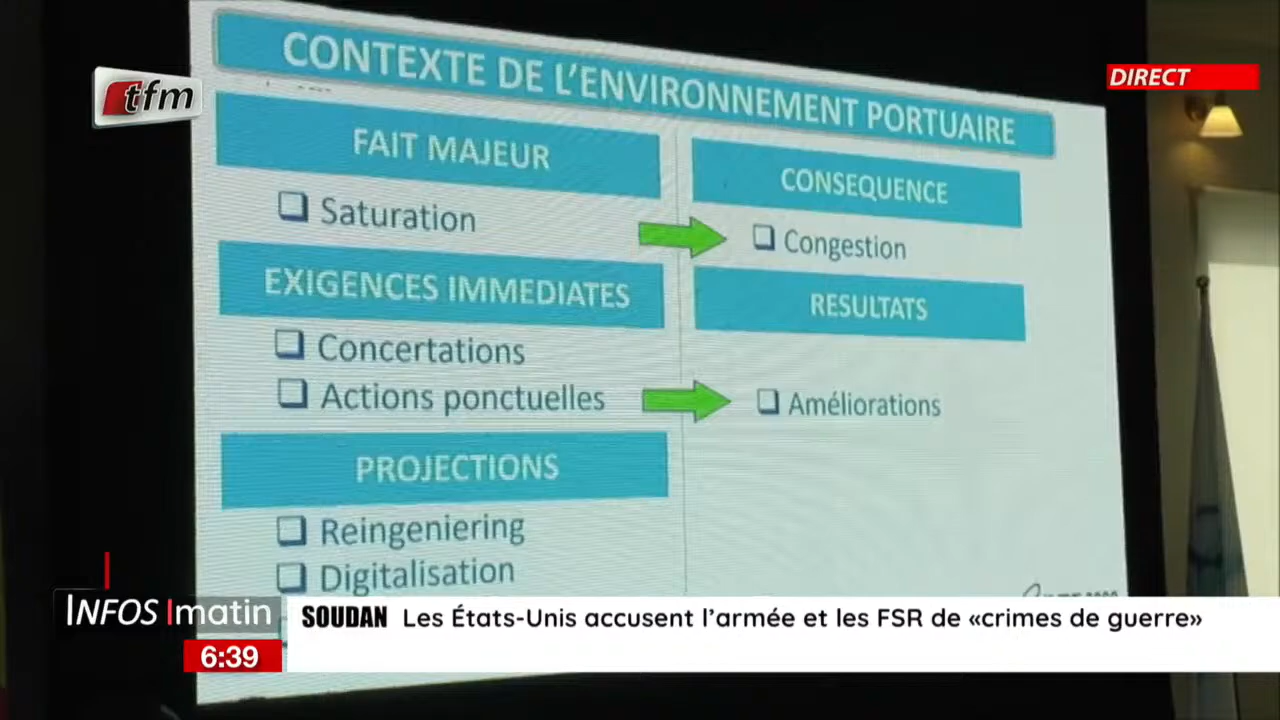 CONTEXTE DE L'ENVIRONNEMENT PORTUAIRE
tfm
DIRECT
FAIT MAJEUR
CONSEQUENCE
Saturation
Congestion
EXIGENCES IMMEDIATES
RESULTATS
Concertations
Actions ponctuelles
Améliorations
PROJECTIONS
Reingeniering
Digitalisation
INFOS matin
SOUDAN Les États-Unis accusent l'armée et les FSR de «crimes de guerre»
6:39